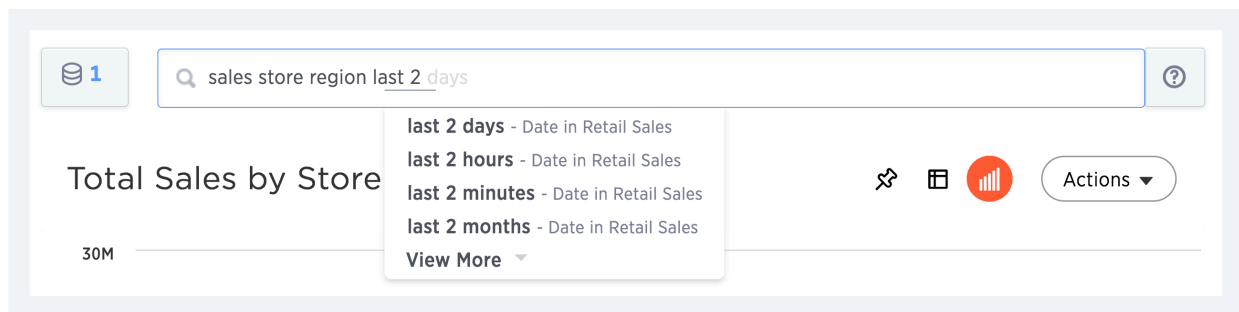 1
sales store region last 2 days
?
last 2 days - Date in Retail Sales
last 2 hours - Date in Retail Sales
last 2 minutes - Date in Retail Sales
last 2 months - Date in Retail Sales
View More
Total Sales by Store
Actions
30M